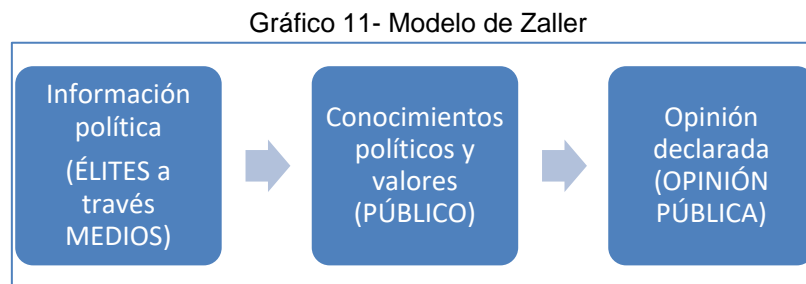 Gráfico 11- Modelo de Zaller
Información
política
(ÉLITES a
través
MEDIOS)
Conocimientos
políticos y
valores
(PÚBLICO)
Opinión
declarada
(OPINIÓN
PÚBLICA)